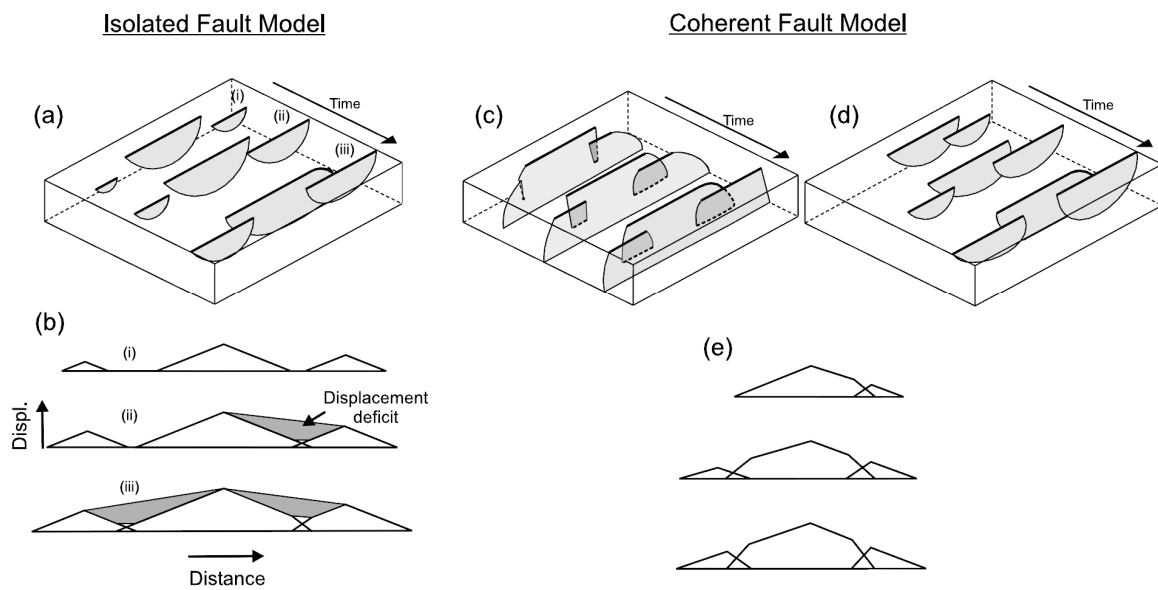 Isolated Fault Model
Coherent Fault Model
(a)
(i)
(ii)
(iii)
Time
(c)
Time
(d)
Time
(b)
(i)
(ii)
(iii)
Displ.
Displacement
deficit
Distance
(e)